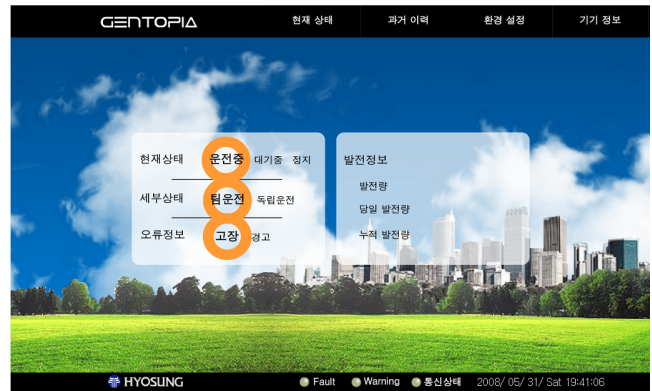 GENTOPIA 현재 상태 과거 이력 환경 설정 기기 정보
현재상태 운전중 대기중 정지
세부상태 팀운전 독립운전
오류정보 고장 경고
발전정보
발전량
당일 발전량
누적 발전량
HYOSUNG Fault Warning 통신상태 2008/ 05/ 31/ Sat 19:41:06